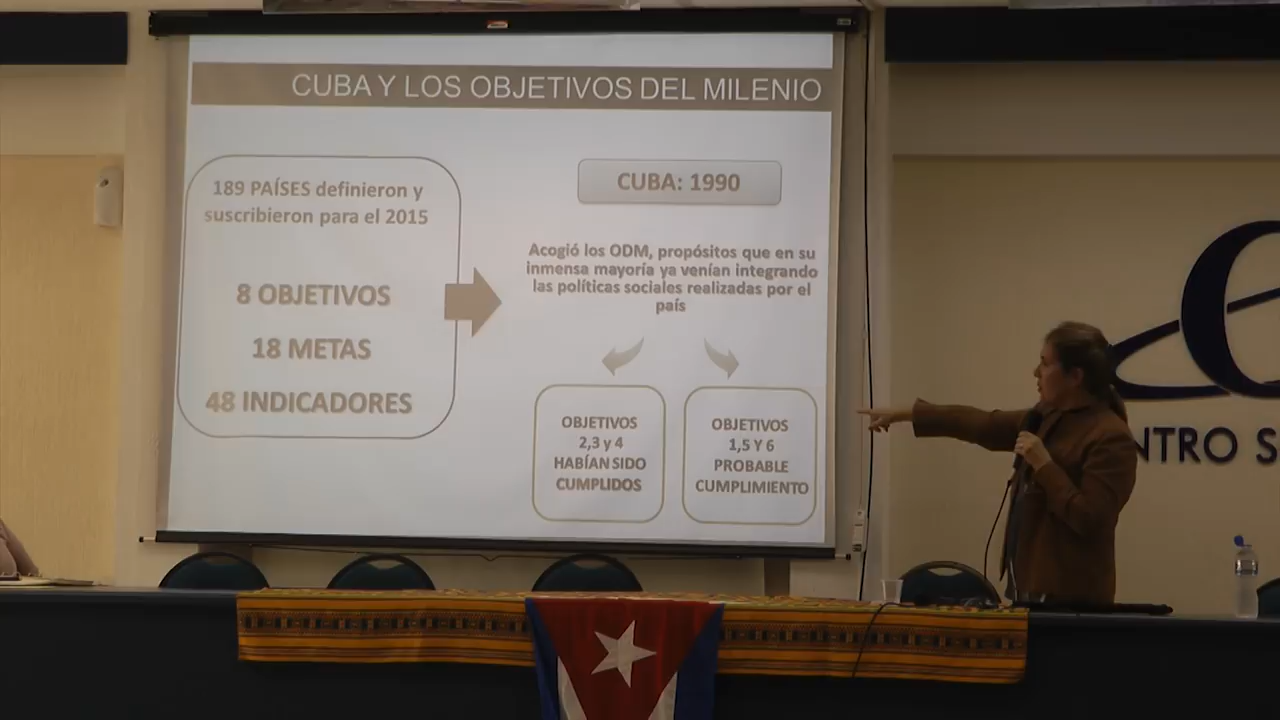 CUBA Y LOS OBJETIVOS DEL MILENIO
189 PAÍSES definieron y
suscribieron para el 2015
8 OBJETIVOS
18 METAS
48 INDICADORES
CUBA: 1990
Acogió los ODM, propósitos que en su
inmensa mayoría ya venían integrando
las políticas sociales realizadas por el
país
OBJETIVOS
2,3 y 4
HABÍAN SIDO
CUMPLIDOS
OBJETIVOS
1,5 Y 6
PROBABLE
CUMPLIMIENTO
NTRO S